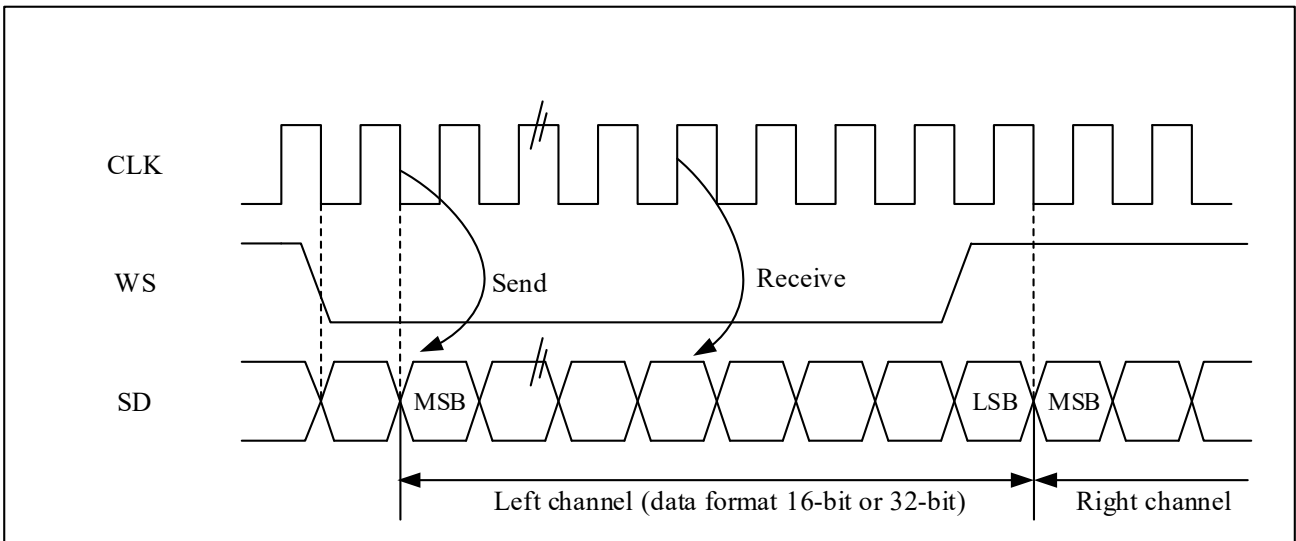 CLK
WS
Send
Receive
SD
MSB
LSB
MSB
Left channel (data format 16-bit or 32-bit)
Right channel